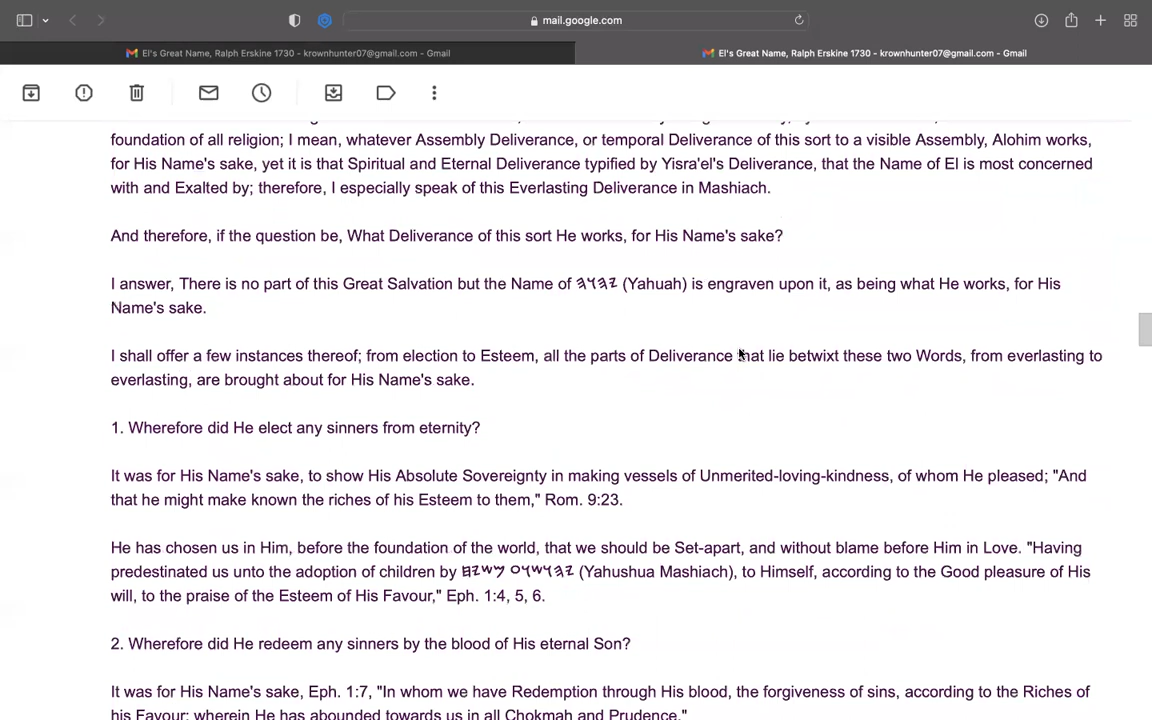 mail.google.com
El's Great Name, Ralph Erskine 1730 - krownhunter07@gmail.com - Gmail
El's Great Name, Ralph Erskine 1730 - krownhunter07@gmail.com - Gmail
foundation of all religion; I mean, whatever Assembly Deliverance, or temporal Deliverance of this sort to a visible Assembly, Alohim works,
for His Name's sake, yet it is that Spiritual and Eternal Deliverance typified by Yisra'el's Deliverance, that the Name of El is most concerned
with and Exalted by; therefore, I especially speak of this Everlasting Deliverance in Mashiach.
And therefore, if the question be, What Deliverance of this sort He works, for His Name's sake?
I answer, There is no part of this Great Salvation but the Name of 𐤉𐤄𐤅𐤄 (Yahuah) is engraven upon it, as being what He works, for His
Name's sake.
I shall offer a few instances thereof; from election to Esteem, all the parts of Deliverance that lie betwixt these two Words, from everlasting to
everlasting, are brought about for His Name's sake.
1. Wherefore did He elect any sinners from eternity?
It was for His Name's sake, to show His Absolute Sovereignty in making vessels of Unmerited-loving-kindness, of whom He pleased; "And
that he might make known the riches of his Esteem to them," Rom. 9:23.
He has chosen us in Him, before the foundation of the world, that we should be Set-apart, and without blame before Him in Love. "Having
predestinated us unto the adoption of children by 𐤉𐤄𐤅𐤔𐤅𐤏 𐤌𐤔𐤉𐤇 (Yahushua Mashiach), to Himself, according to the Good pleasure of His
will, to the praise of the Esteem of His Favour," Eph. 1:4, 5, 6.
2. Wherefore did He redeem any sinners by the blood of His eternal Son?
It was for His Name's sake, Eph. 1:7, "In whom we have Redemption through His blood, the forgiveness of sins, according to the Riches of
his Favour; wherein He has abounded towards us in all Chokmah and Prudence."